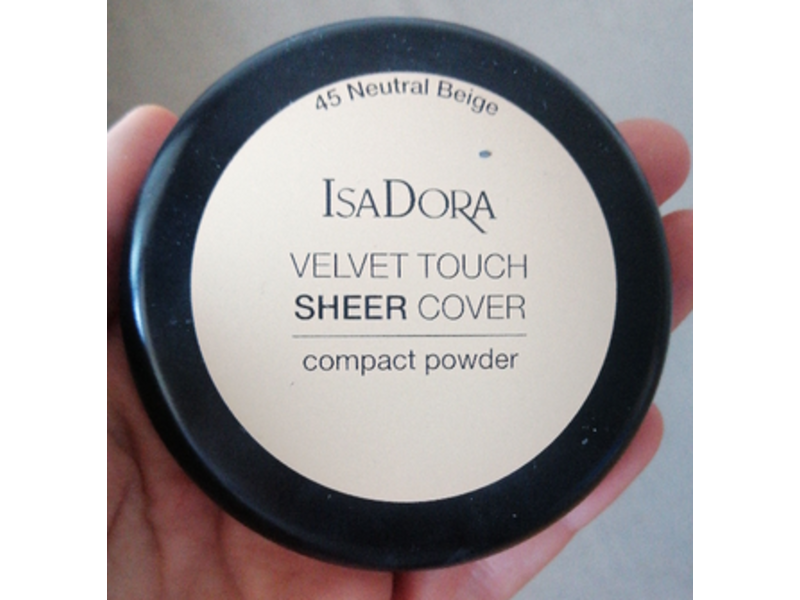 45 Neutral Beige
IsaDora
VELVET TOUCH
SHEER COVER
compact powder